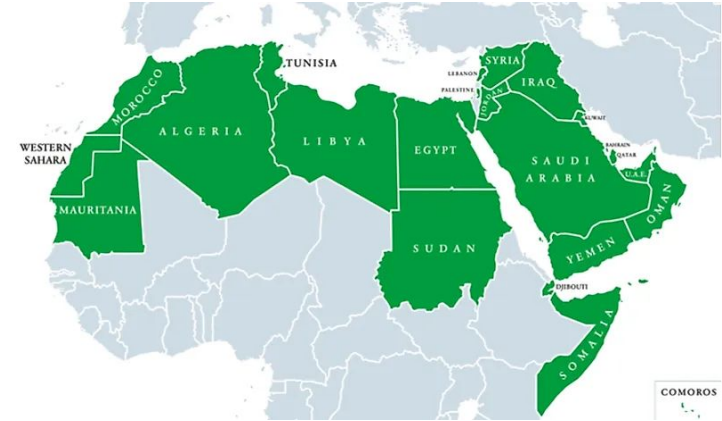 TUNISIA
MOROCCO
ALGERIA
LIBYA
EGYPT
WESTERN
SAHARA
MAURITANIA
SUDAN
SYRIA
LEBANON
PALESTINE
JORDAN
IRAQ
KUWAIT
BAHRAIN
QATAR
U.A.E.
SAUDI
ARABIA
OMAN
YEMEN
DJIBOUTI
SOMALIA
COMOROS